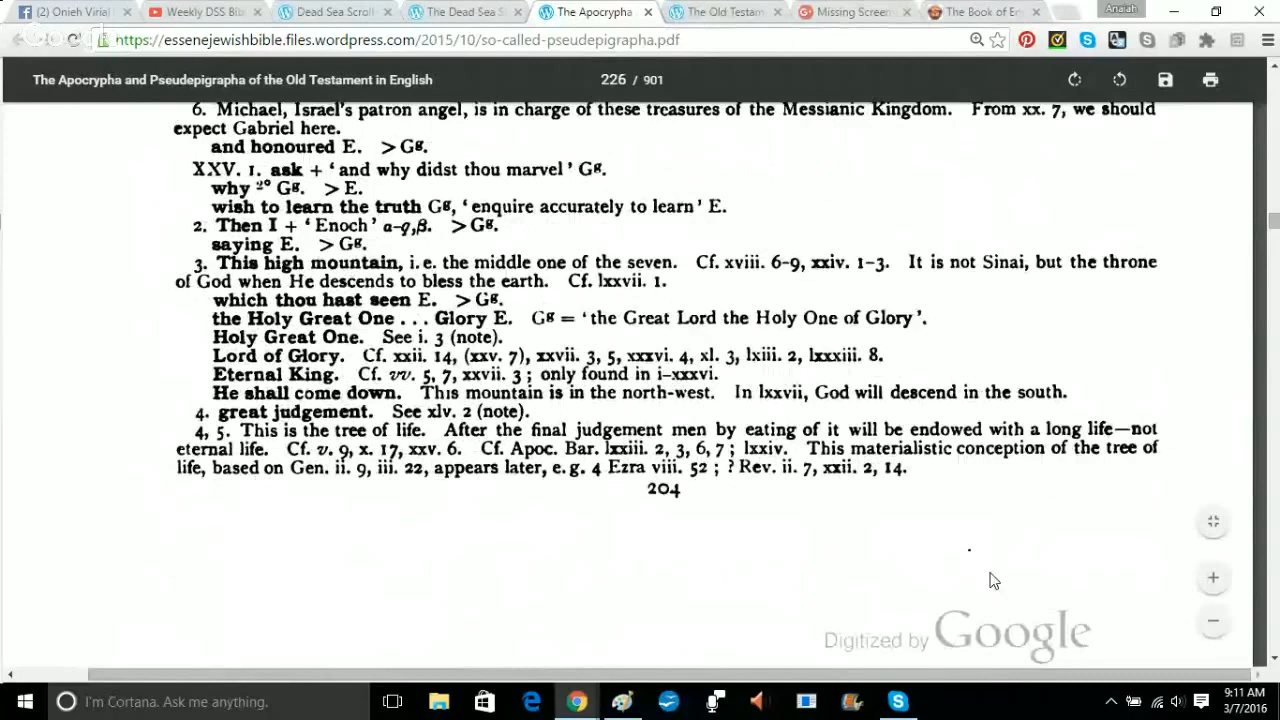 (2) Onieh Virial
Weekly DSS Bib
Dead Sea Scroll
The Dead Sea S
The Apocrypha
The Old Testam
Missing Screen
The Book of En
Anaiah
https://essenejewishbible.files.wordpress.com/2015/10/so-called-pseudepigrapha.pdf
The Apocrypha and Pseudepigrapha of the Old Testament in English
226 / 901
6. Michael, Israel's patron angel, is in charge of these treasures of the Messianic Kingdom. From xx. 7, we should
expect Gabriel here.
and honoured E. >Gᵍ.
XXV. 1. ask + 'and why didst thou marvel' Gᵍ.
why ²° Gᵍ. > E.
wish to learn the truth Gᵍ, 'enquire accurately to learn' E.
2. Then I + 'Enoch' a-q,β. >Gᵍ.
saying E. >Gᵍ.
3. This high mountain, i.e. the middle one of the seven. Cf. xviii. 6-9, xxiv. 1-3. It is not Sinai, but the throne
of God when He descends to bless the earth. Cf. lxxvii. 1.
which thou hast seen E. >Gᵍ.
the Holy Great One . . . Glory E. Gᵍ = 'the Great Lord the Holy One of Glory'.
Holy Great One. See i. 3 (note).
Lord of Glory. Cf. xxii. 14, (xxv. 7), xxvii. 3, 5, xxxvi. 4, xl. 3, lxiii. 2, lxxxiii. 8.
Eternal King. Cf. vv. 5, 7, xxvii. 3; only found in i-xxxvi.
He shall come down. This mountain is in the north-west. In lxxvii, God will descend in the south.
4. great judgement. See xlv. 2 (note).
4, 5. This is the tree of life. After the final judgement men by eating of it will be endowed with a long life—not
eternal life. Cf. v. 9, x. 17, xxv. 6. Cf. Apoc. Bar. lxxiii. 2, 3, 6, 7; lxxiv. This materialistic conception of the tree of
life, based on Gen. ii. 9, iii. 22, appears later, e.g. 4 Ezra viii. 52; ? Rev. ii. 7, xxii. 2, 14.
204
Digitized by Google
I'm Cortana. Ask me anything.
9:11 AM
3/7/2016